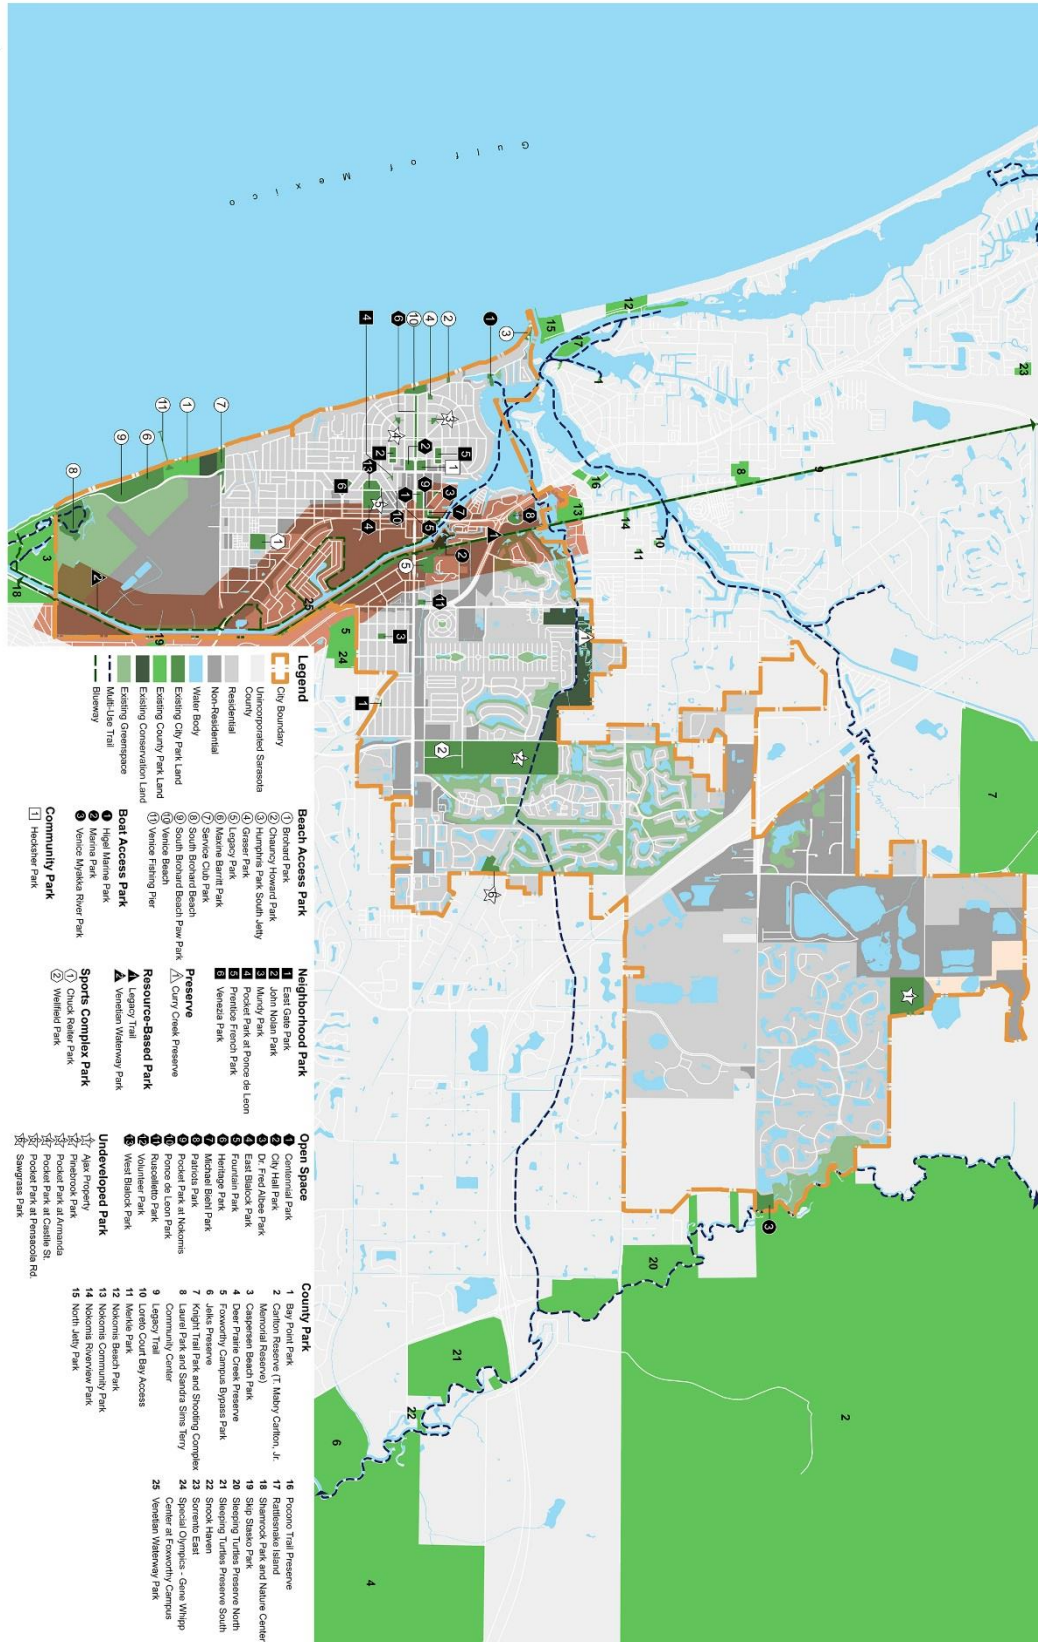 Gulf of Mexico
Legend
City Boundary
Unincorporated Sarasota
County
Residential
Non-Residential
Water Body
Existing City Park Land
Existing County Park Land
Existing Conservation Land
Existing Greenspace
Multi-Use Trail
Blueway
Beach Access Park
1 Brohard Park
2 Chauncy Howard Park
3 Humphris Park South Jetty
4 Graser Park
5 Legacy Park
6 Maxine Barritt Park
7 Service Club Park
8 South Brohard Beach
9 South Brohard Beach Paw Park
10 Venice Beach
11 Venice Fishing Pier
Boat Access Park
1 Higel Marine Park
2 Marina Park
3 Venice Myakka River Park
Community Park
1 Hecksher Park
Neighborhood Park
1 East Gate Park
2 John Nolan Park
3 Mundy Park
4 Pocket Park at Ponce de Leon
5 Prentice French Park
6 Venezia Park
Preserve
1 Curry Creek Preserve
Resource-Based Park
1 Legacy Trail
2 Venetian Waterway Park
Sports Complex Park
1 Chuck Reiter Park
2 Wellfield Park
Open Space
1 Centennial Park
2 City Hall Park
3 Dr. Fred Albee Park
4 East Blalock Park
5 Fountain Park
6 Heritage Park
7 Michael Biehl Park
8 Patriots Park
9 Pocket Park at Nokomis
10 Ponce de Leon Park
11 Ruscelletto Park
12 Volunteer Park
13 West Blalock Park
Undeveloped Park
1 Ajax Property
2 Pinebrook Park
3 Pocket Park at Armanda
4 Pocket Park at Castile St.
5 Pocket Park at Pensacola Rd.
6 Sawgrass Park
County Park
1 Bay Point Park
2 Carlton Reserve (T. Mabry Carlton, Jr.
Memorial Reserve)
3 Caspersen Beach Park
4 Deer Prairie Creek Preserve
5 Foxworthy Campus Bypass Park
6 Jelks Preserve
7 Knight Trail Park and Shooting Complex
8 Laurel Park and Sandra Sims Terry
Community Center
9 Legacy Trail
10 Loreto Court Bay Access
11 Merkle Park
12 Nokomis Beach Park
13 Nokomis Community Park
14 Nokomis Riverview Park
15 North Jetty Park
16 Pocono Trail Preserve
17 Rattlesnake Island
18 Shamrock Park and Nature Center
19 Skip Stasko Park
20 Sleeping Turtles Preserve North
21 Sleeping Turtles Preserve South
22 Snook Haven
23 Sorrento East
24 Special Olympics - Gene Whipp
Center at Foxworthy Campus
25 Venetian Waterway Park